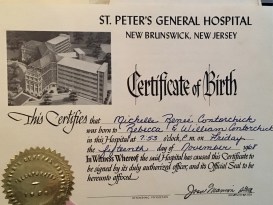 ST. PETER'S GENERAL HOSPITAL
NEW BRUNSWICK, NEW JERSEY
Certificate of Birth
This Certifies that Michelle Reneé Contorchick
was born to Rebecca & William Contorchick
in this Hospital at 7:53 o'clock P. m. on Friday
the fifteenth day of November 1968
In Witness Whereof the said Hospital has caused this Certificate to
be signed by its duly authorized officer, and its Official Seal to
be hereunto affixed.